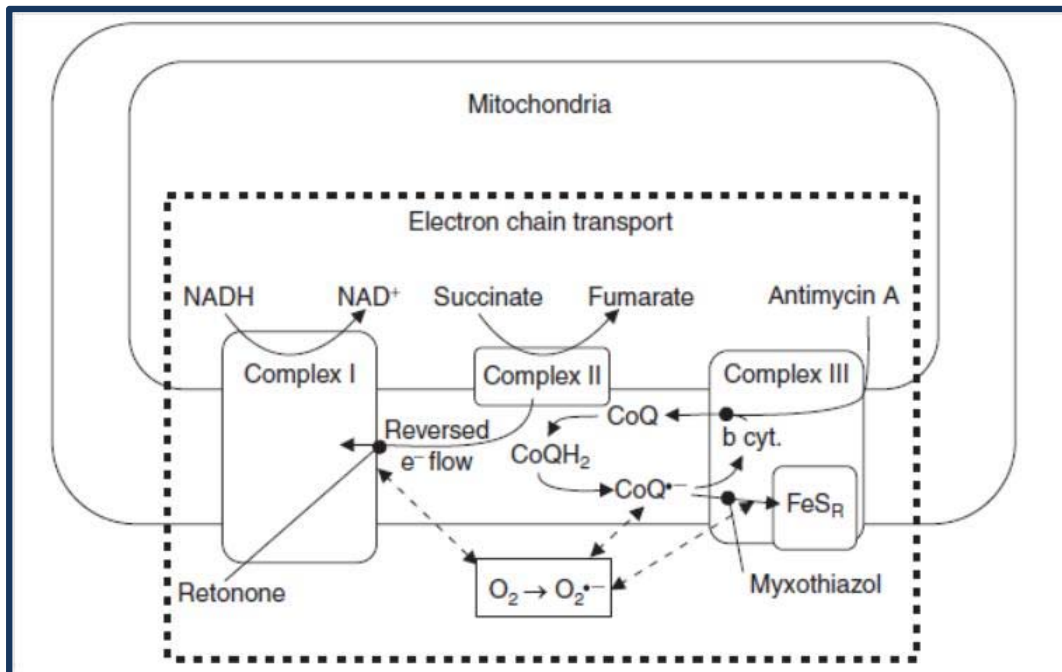 Mitochondria
Electron chain transport
NADH NAD⁺ Succinate Fumarate Antimycin A
Complex I Complex II Complex III
Reversed
e⁻ flow
CoQ
CoQH₂
CoQ•⁻
b cyt.
FeS_R
Retonone
O₂ → O₂•⁻
Myxothiazol